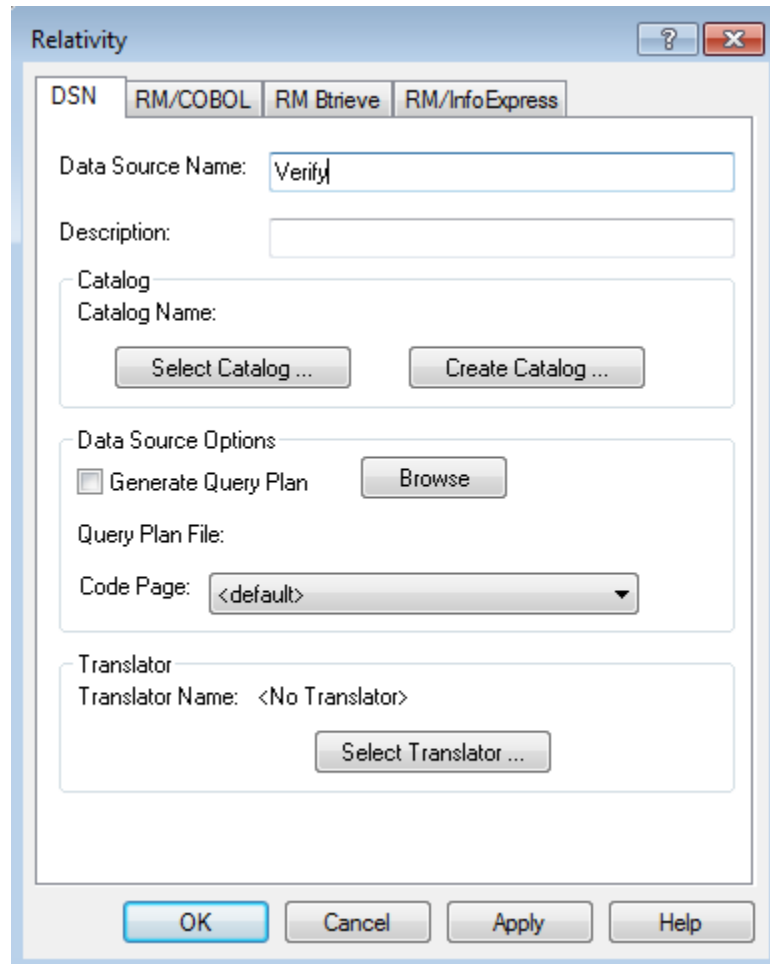 Relativity
DSN RM/COBOL RM Btrieve RM/InfoExpress
Data Source Name: Verify
Description:
Catalog
Catalog Name:
Select Catalog ... Create Catalog ...
Data Source Options
Generate Query Plan Browse
Query Plan File:
Code Page: <default>
Translator
Translator Name: <No Translator>
Select Translator ...
OK Cancel Apply Help